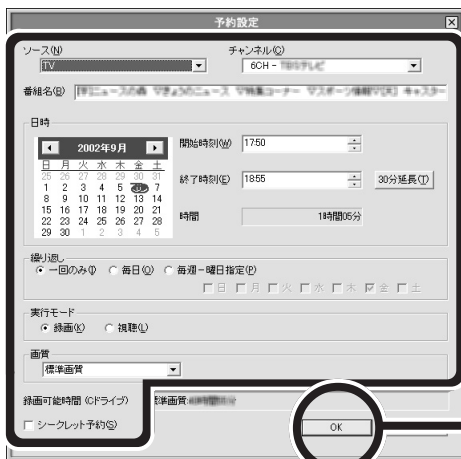 予約設定
ソース(N) チャンネル(C)
TV 6CH -
番組名(B)
日時
2002年9月
日 月 火 水 木 金 土
25 26 27 28 29 30 31
1 2 3 4 5 7
8 9 10 11 12 13 14
15 16 17 18 19 20 21
22 23 24 25 26 27 28
29 30 1 2 3 4 5
開始時刻(W) 17:50
終了時刻(E) 18:55 30分延長(T)
時間 1時間05分
繰り返し
一回のみ(I) 毎日(O) 毎週-曜日指定(P)
日 月 火 水 木 金 土
実行モード
録画(K) 視聴(L)
画質
標準画質
録画可能時間 (Cドライブ) 標準画質:
シークレット予約(S)
OK